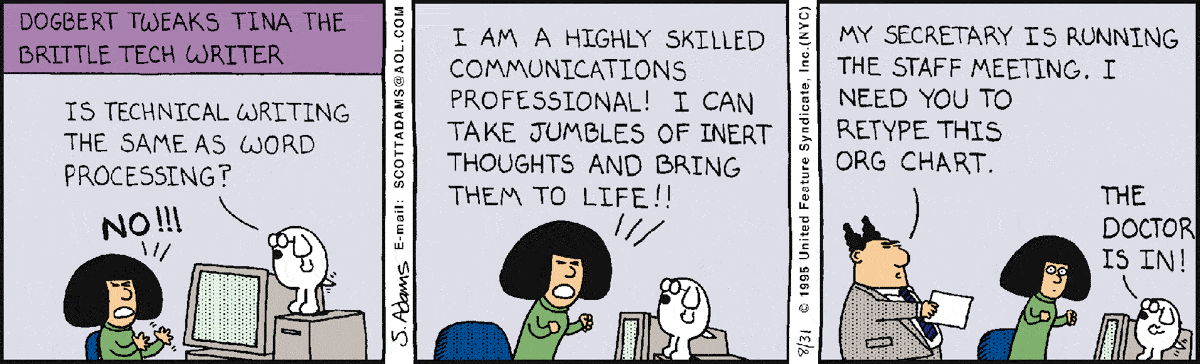 DOGBERT TWEAKS TINA THE
BRITTLE TECH WRITER
IS TECHNICAL WRITING
THE SAME AS WORD
PROCESSING?
NO!!!
S. Adams E-mail: SCOTTADAMS@AOL.COM
I AM A HIGHLY SKILLED
COMMUNICATIONS
PROFESSIONAL! I CAN
TAKE JUMBLES OF INERT
THOUGHTS AND BRING
THEM TO LIFE!!
8/31 © 1995 United Feature Syndicate, Inc.(NYC)
MY SECRETARY IS RUNNING
THE STAFF MEETING. I
NEED YOU TO
RETYPE THIS
ORG CHART.
THE
DOCTOR
IS IN!